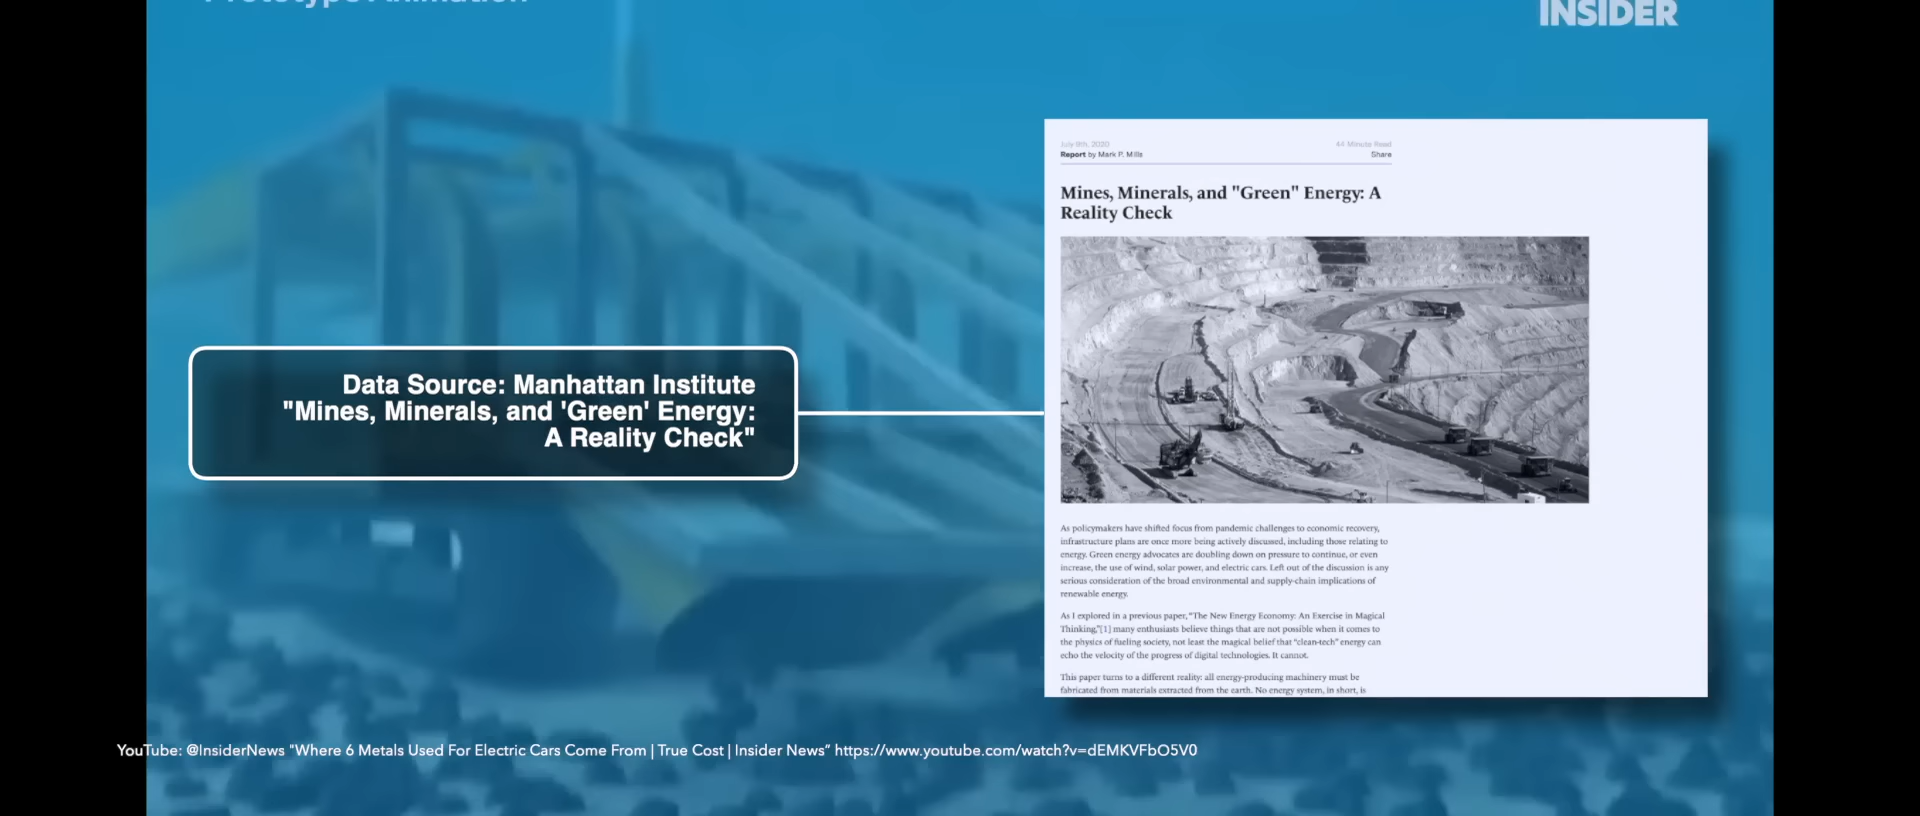 Prototype Animation
INSIDER
July 9th, 2020
44 Minute Read
Report by Mark P. Mills
Share
Mines, Minerals, and "Green" Energy: A
Reality Check
Data Source: Manhattan Institute
"Mines, Minerals, and 'Green' Energy:
A Reality Check"
As policymakers have shifted focus from pandemic challenges to economic recovery,
infrastructure plans are once more being actively discussed, including those relating to
energy. Green energy advocates are doubling down on pressure to continue, or even
increase, the use of wind, solar power, and electric cars. Left out of the discussion is any
serious consideration of the broad environmental and supply-chain implications of
renewable energy.
As I explored in a previous paper, “The New Energy Economy: An Exercise in Magical
Thinking,”[1] many enthusiasts believe things that are not possible when it comes to
the physics of fueling society, not least the magical belief that “clean-tech” energy can
echo the velocity of the progress of digital technologies. It cannot.
This paper turns to a different reality: all energy-producing machinery must be
fabricated from materials extracted from the earth. No energy system, in short, is
YouTube: @InsiderNews "Where 6 Metals Used For Electric Cars Come From | True Cost | Insider News” https://www.youtube.com/watch?v=dEMKVFbO5V0